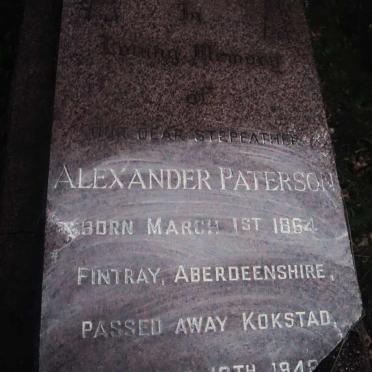 In
Loving Memory
of
OUR DEAR STEPFATHER
ALEXANDER PATERSON
BORN MARCH 1ST 1864
FINTRAY, ABERDEENSHIRE,
PASSED AWAY KOKSTAD,